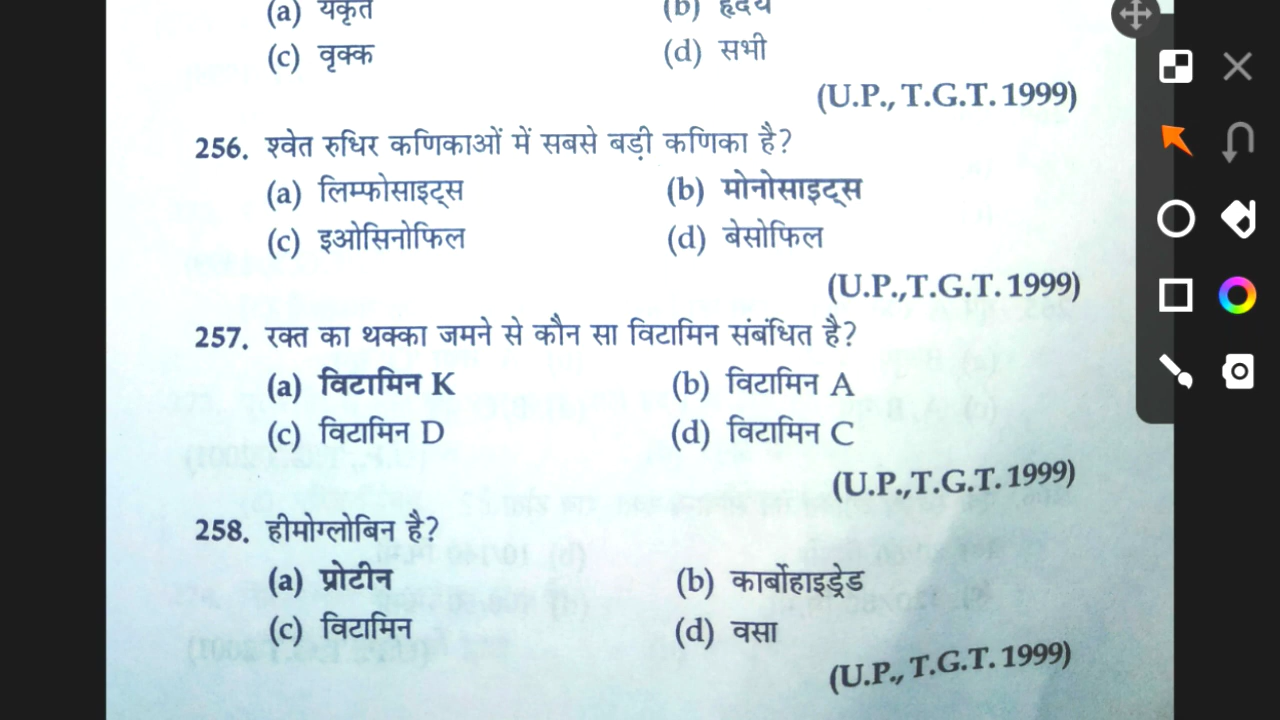 (a) यकृत (b) हृदय
(c) वृक्क (d) सभी
(U.P., T.G.T. 1999)
256. श्वेत रुधिर कणिकाओं में सबसे बड़ी कणिका है?
(a) लिम्फोसाइट्स (b) मोनोसाइट्स
(c) इओसिनोफिल (d) बेसोफिल
(U.P.,T.G.T. 1999)
257. रक्त का थक्का जमने से कौन सा विटामिन संबंधित है?
(a) विटामिन K (b) विटामिन A
(c) विटामिन D (d) विटामिन C
(U.P.,T.G.T. 1999)
258. हीमोग्लोबिन है?
(a) प्रोटीन (b) कार्बोहाइड्रेड
(c) विटामिन (d) वसा
(U.P., T.G.T. 1999)